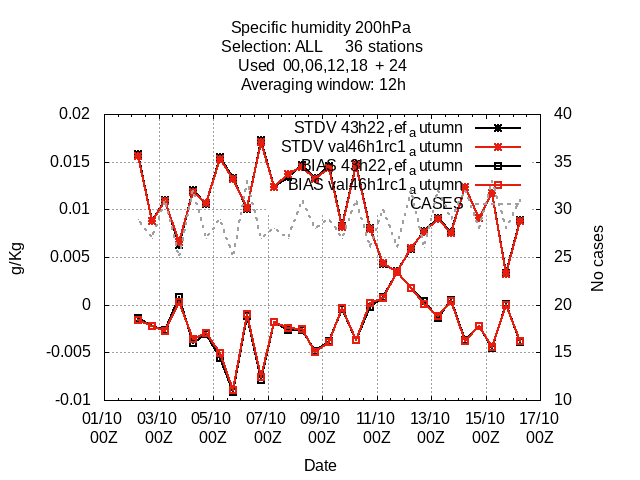 Specific humidity 200hPa
Selection: ALL 36 stations
Used 00,06,12,18 + 24
Averaging window: 12h
STDV 43h22_ref_autumn
STDV val46h1rc1_autumn
BIAS 43h22_ref_autumn
BIAS val46h1rc1_autumn
CASES
0.02
0.015
0.01
0.005
0
-0.005
-0.01
g/Kg
40
35
30
25
20
15
10
No cases
01/10 03/10 05/10 07/10 09/10 11/10 13/10 15/10 17/10
00Z 00Z 00Z 00Z 00Z 00Z 00Z 00Z 00Z
Date